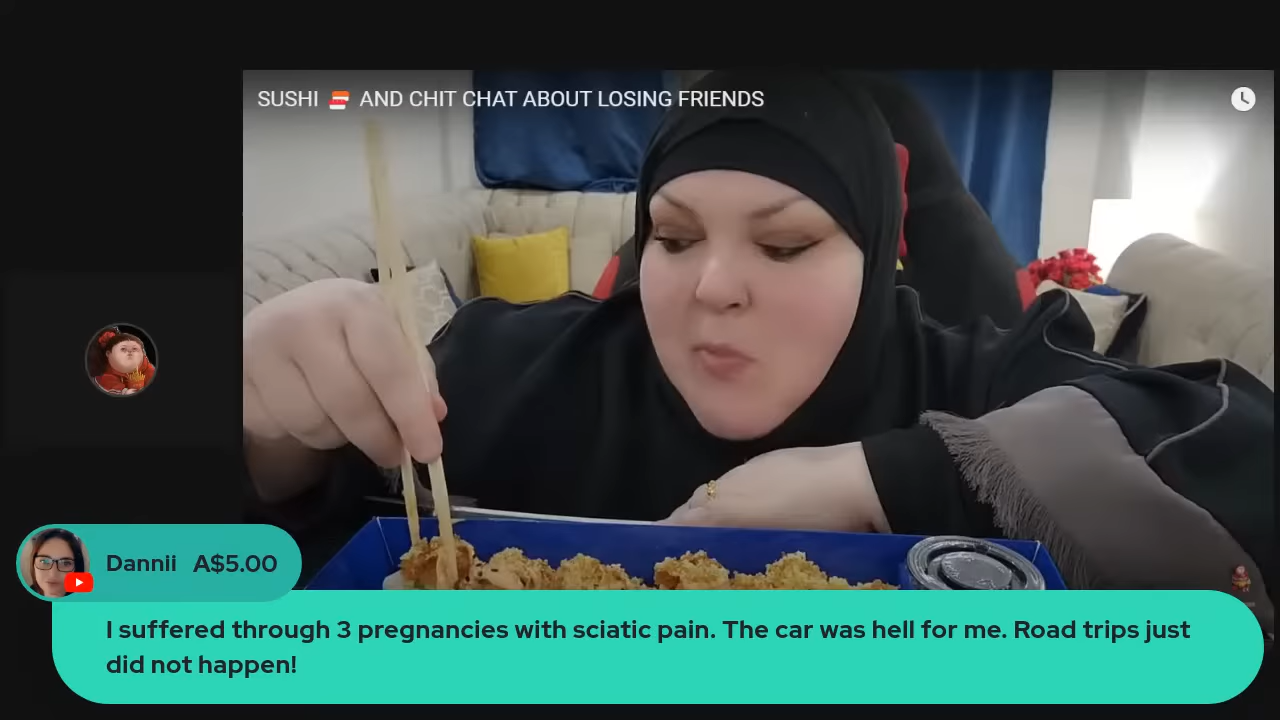 SUSHI 🍣 AND CHIT CHAT ABOUT LOSING FRIENDS
Dannii A$5.00
I suffered through 3 pregnancies with sciatic pain. The car was hell for me. Road trips just
did not happen!